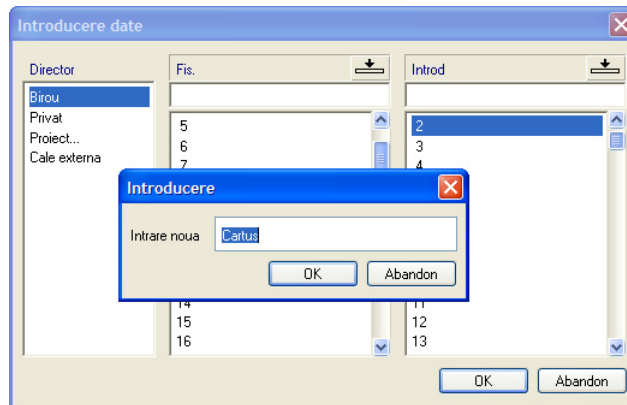 Introducere date
Director
Fis.
Introd
Birou
Privat
Proiect...
Cale externa
5
6
7
2
3
4
Introducere
Intrare noua
Cartus
OK
Abandon
14
15
16
11
12
13
OK
Abandon